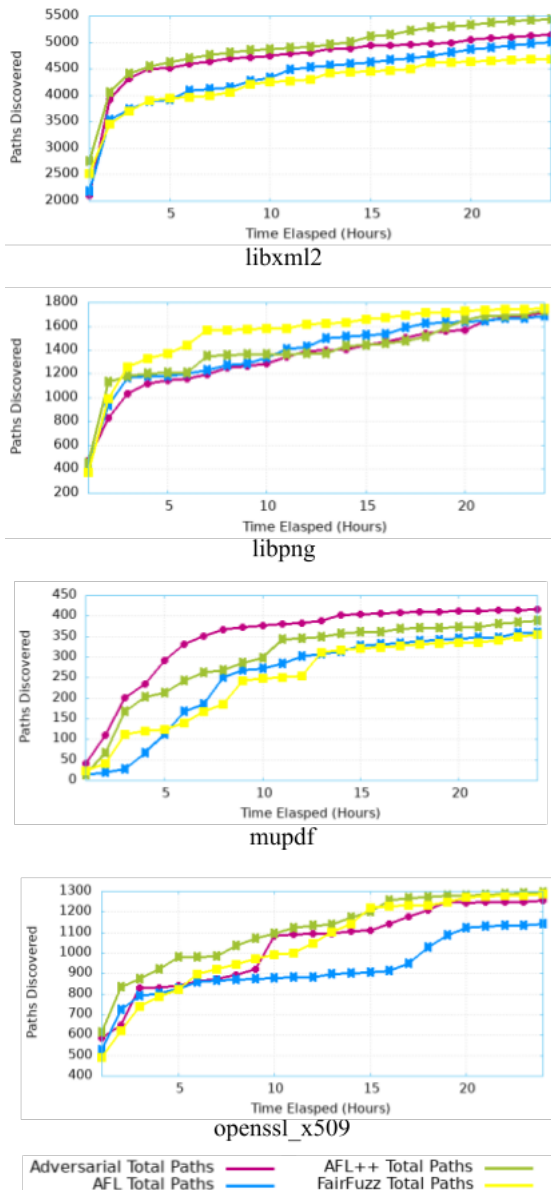 5500
5000
4500
4000
3500
3000
2500
2000
Paths Discovered
5 10 15 20
Time Elasped (Hours)
libxml2
1800
1600
1400
1200
1000
800
600
400
200
Paths Discovered
5 10 15 20
Time Elasped (Hours)
libpng
450
400
350
300
250
200
150
100
50
0
Paths Discovered
5 10 15 20
Time Elasped (Hours)
mupdf
1300
1200
1100
1000
900
800
700
600
500
400
Paths Discovered
5 10 15 20
Time Elasped (Hours)
openssl_x509
Adversarial Total Paths AFL++ Total Paths
AFL Total Paths FairFuzz Total Paths